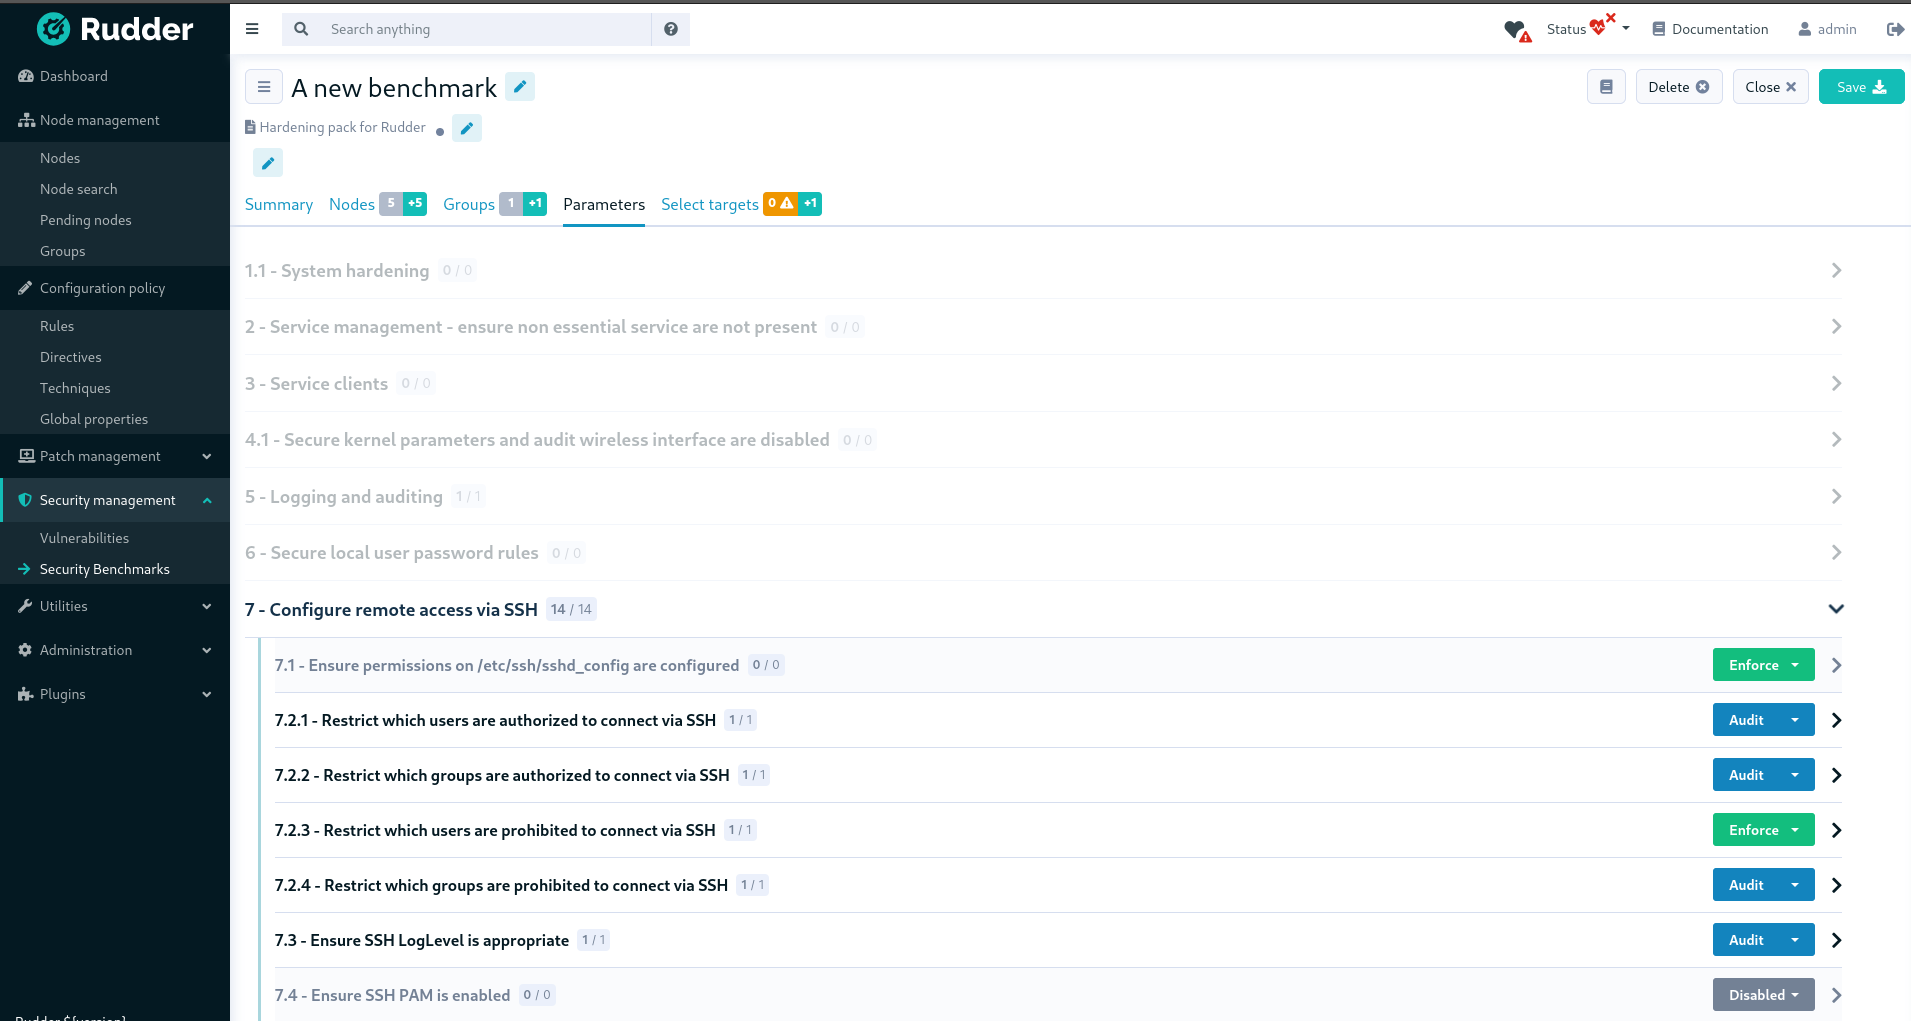 Rudder
Search anything
Status
Documentation
admin
Dashboard
Node management
Nodes
Node search
Pending nodes
Groups
Configuration policy
Rules
Directives
Techniques
Global properties
Patch management
Security management
Vulnerabilities
Security Benchmarks
Utilities
Administration
Plugins
Rudder ${version}
A new benchmark
Delete
Close
Save
Hardening pack for Rudder
Summary Nodes 5 +5 Groups 1 +1 Parameters Select targets 0 +1
1.1 - System hardening 0 / 0
2 - Service management - ensure non essential service are not present 0 / 0
3 - Service clients 0 / 0
4.1 - Secure kernel parameters and audit wireless interface are disabled 0 / 0
5 - Logging and auditing 1 / 1
6 - Secure local user password rules 0 / 0
7 - Configure remote access via SSH 14 / 14
7.1 - Ensure permissions on /etc/ssh/sshd_config are configured 0 / 0 Enforce
7.2.1 - Restrict which users are authorized to connect via SSH 1 / 1 Audit
7.2.2 - Restrict which groups are authorized to connect via SSH 1 / 1 Audit
7.2.3 - Restrict which users are prohibited to connect via SSH 1 / 1 Enforce
7.2.4 - Restrict which groups are prohibited to connect via SSH 1 / 1 Audit
7.3 - Ensure SSH LogLevel is appropriate 1 / 1 Audit
7.4 - Ensure SSH PAM is enabled 0 / 0 Disabled